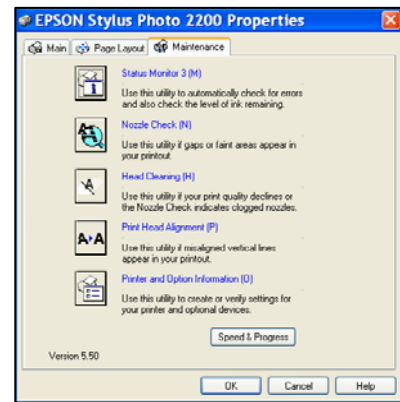 EPSON Stylus Photo 2200 Properties
Main Page Layout Maintenance
Status Monitor 3 (M)
Use this utility to automatically check for errors
and also check the level of ink remaining.
Nozzle Check (N)
Use this utility if gaps or faint areas appear in
your printout.
Head Cleaning (H)
Use this utility if your print quality declines or
the Nozzle Check indicates clogged nozzles.
A▸A
Print Head Alignment (P)
Use this utility if misaligned vertical lines
appear in your printout.
Printer and Option Information (O)
Use this utility to create or verify settings for
your printer and optional devices.
Speed & Progress
Version 5.50
OK Cancel Help